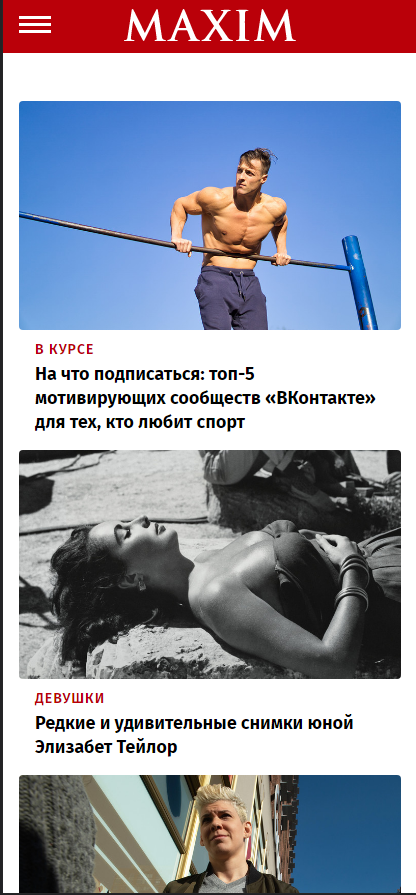 MAXIM
В КУРСЕ
На что подписаться: топ-5
мотивирующих сообществ «ВКонтакте»
для тех, кто любит спорт
ДЕВУШКИ
Редкие и удивительные снимки юной
Элизабет Тейлор